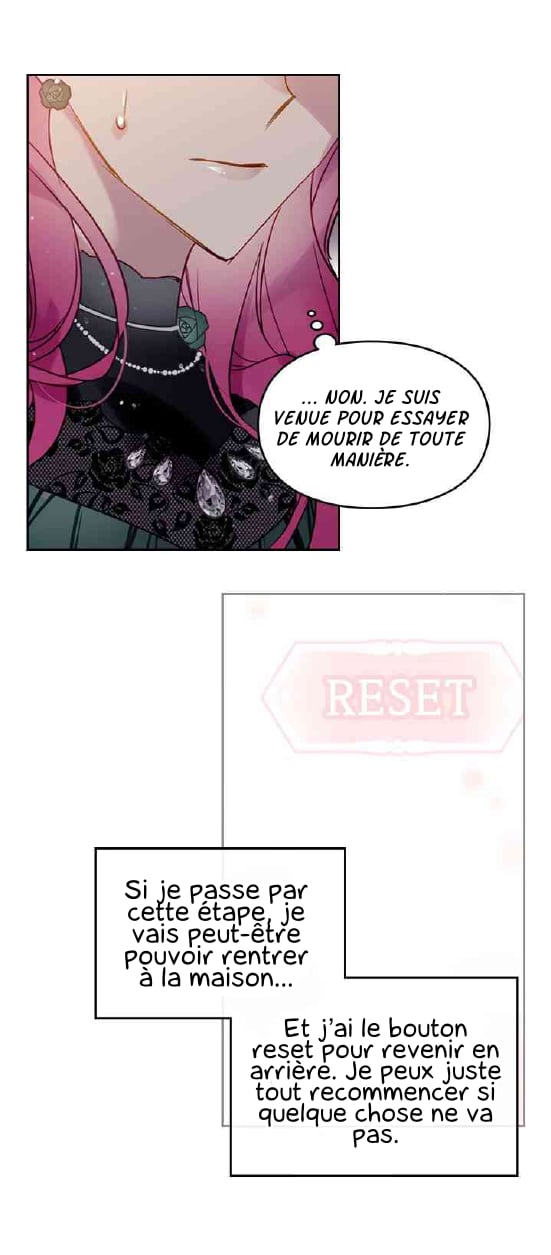 ... NON. JE SUIS
VENUE POUR ESSAYER
DE MOURIR DE TOUTE
MANIÈRE.
RESET
Si je passe par
cette étape, je
vais peut-être
pouvoir rentrer
à la maison...
Et j'ai le bouton
reset pour revenir en
arrière. Je peux juste
tout recommencer si
quelque chose ne va
pas.